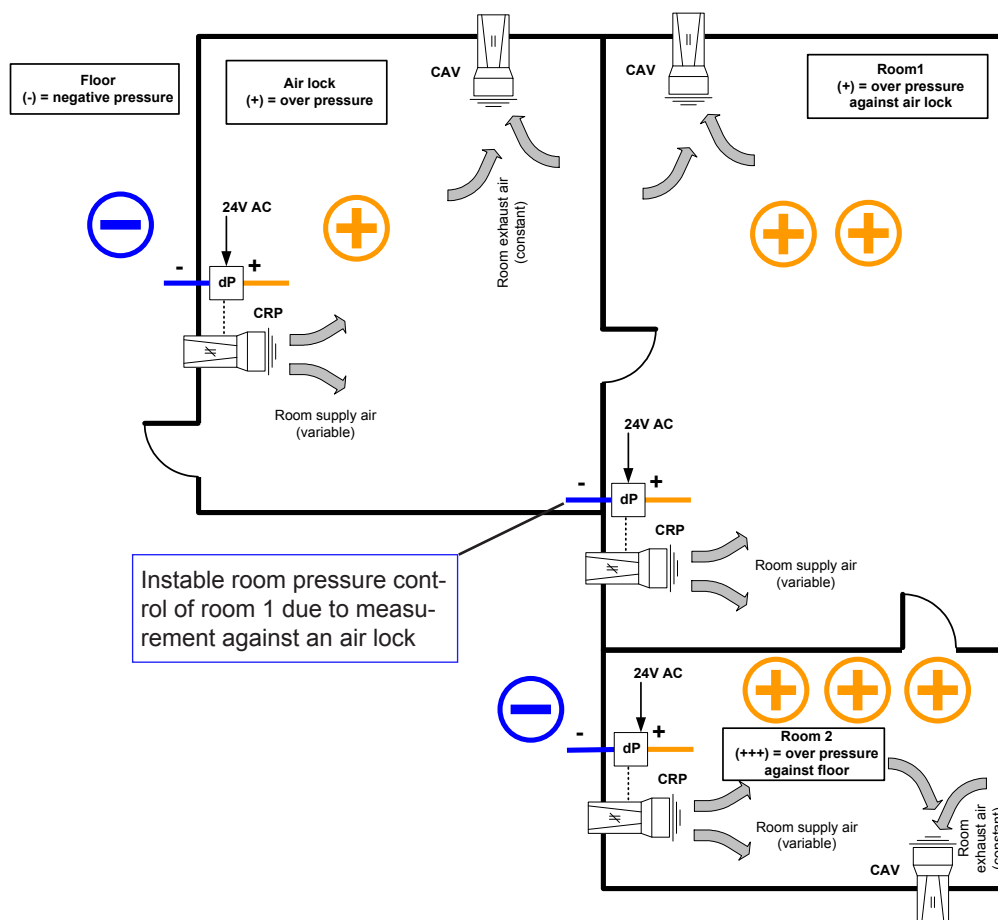 Floor
(-) = negative pressure
Air lock
(+) = over pressure
CAV
CAV
Room1
(+) = over pressure
against air lock
Room exhaust air
(constant)
24V AC
-
+
dP
CRP
Room supply air
(variable)
24V AC
-
+
dP
CRP
Room supply air
(variable)
Instable room pressure con-
trol of room 1 due to measu-
rement against an air lock
24V AC
-
+
dP
CRP
Room supply air
(variable)
Room 2
(+++) = over pressure
against floor
Room
exhaust air
(constant)
CAV